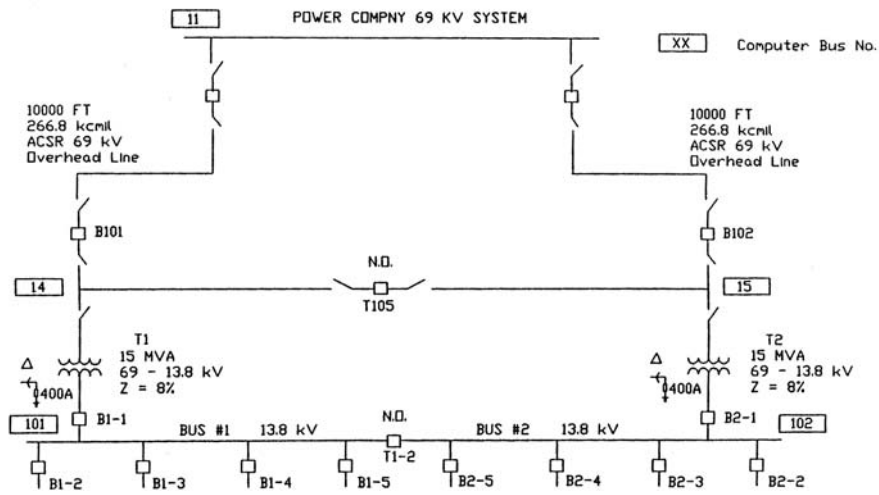 11
POWER COMPNY 69 KV SYSTEM
XX
Computer Bus No.
10000 FT
266.8 kcmil
ACSR 69 kV
Overhead Line
10000 FT
266.8 kcmil
ACSR 69 kV
Overhead Line
B101
B102
N.O.
14
T105
15
T1
15 MVA
69 - 13.8 kV
Z = 8%
Δ
400A
T2
15 MVA
69 - 13.8 kV
Z = 8%
Δ
400A
101
B1-1
N.O.
B2-1
102
BUS #1 13.8 kV
T1-2
BUS #2 13.8 kV
B1-2
B1-3
B1-4
B1-5
B2-5
B2-4
B2-3
B2-2